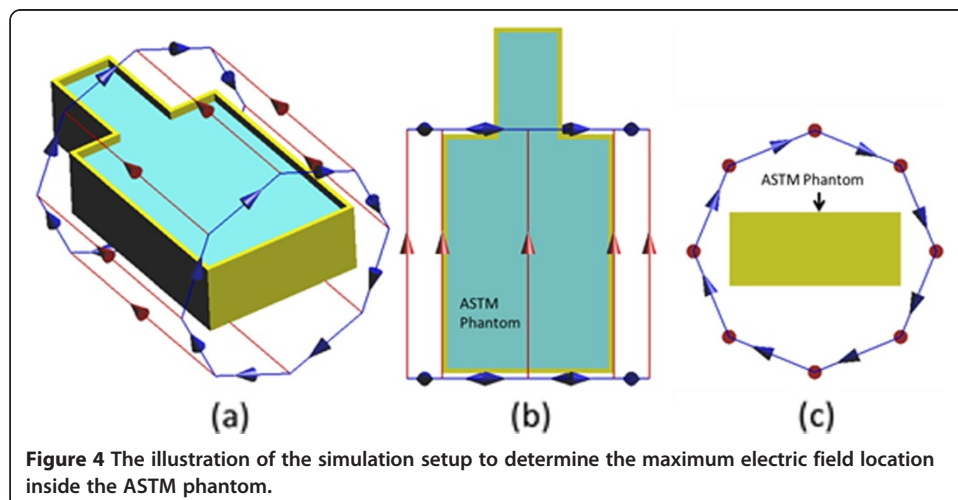 ASTM
Phantom
ASTM Phantom
(a)
(b)
(c)
Figure 4 The illustration of the simulation setup to determine the maximum electric field location
inside the ASTM phantom.